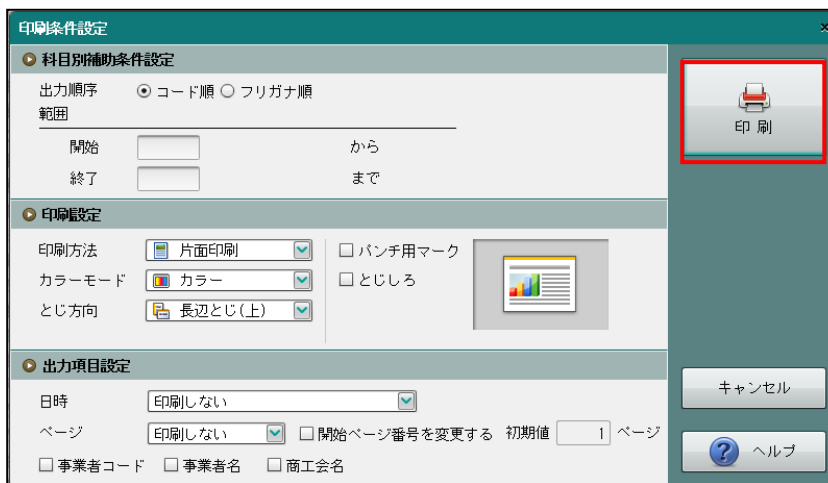 印刷条件設定
科目別補助条件設定
出力順序 コード順 フリガナ順
範囲
開始 から
終了 まで
印刷設定
印刷方法 片面印刷 パンチ用マーク
カラーモード カラー とじしろ
とじ方向 長辺とじ(上)
出力項目設定
日時 印刷しない
ページ 印刷しない 開始ページ番号を変更する 初期値 1 ページ
事業者コード 事業者名 商工会名
印刷
キャンセル
? ヘルプ